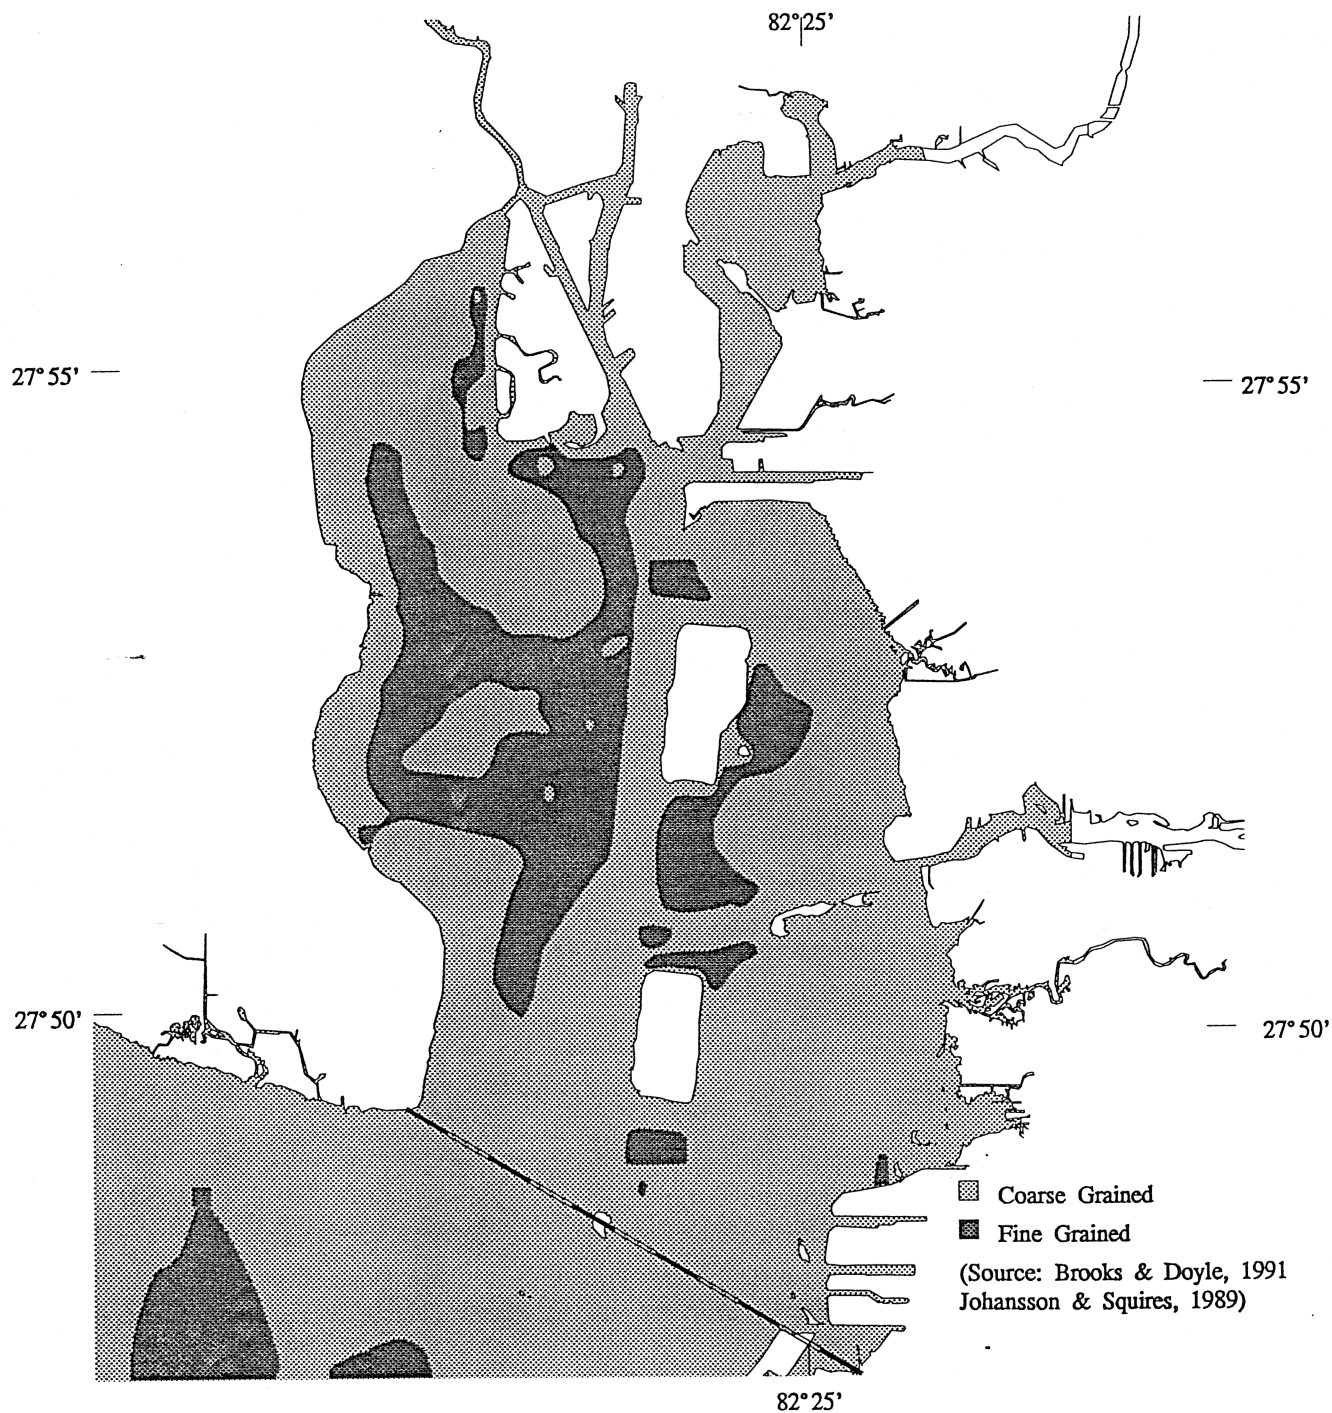 82°25'
27°55'
27°55'
27°50'
27°50'
Coarse Grained
Fine Grained
(Source: Brooks & Doyle, 1991
Johansson & Squires, 1989)
82°25'